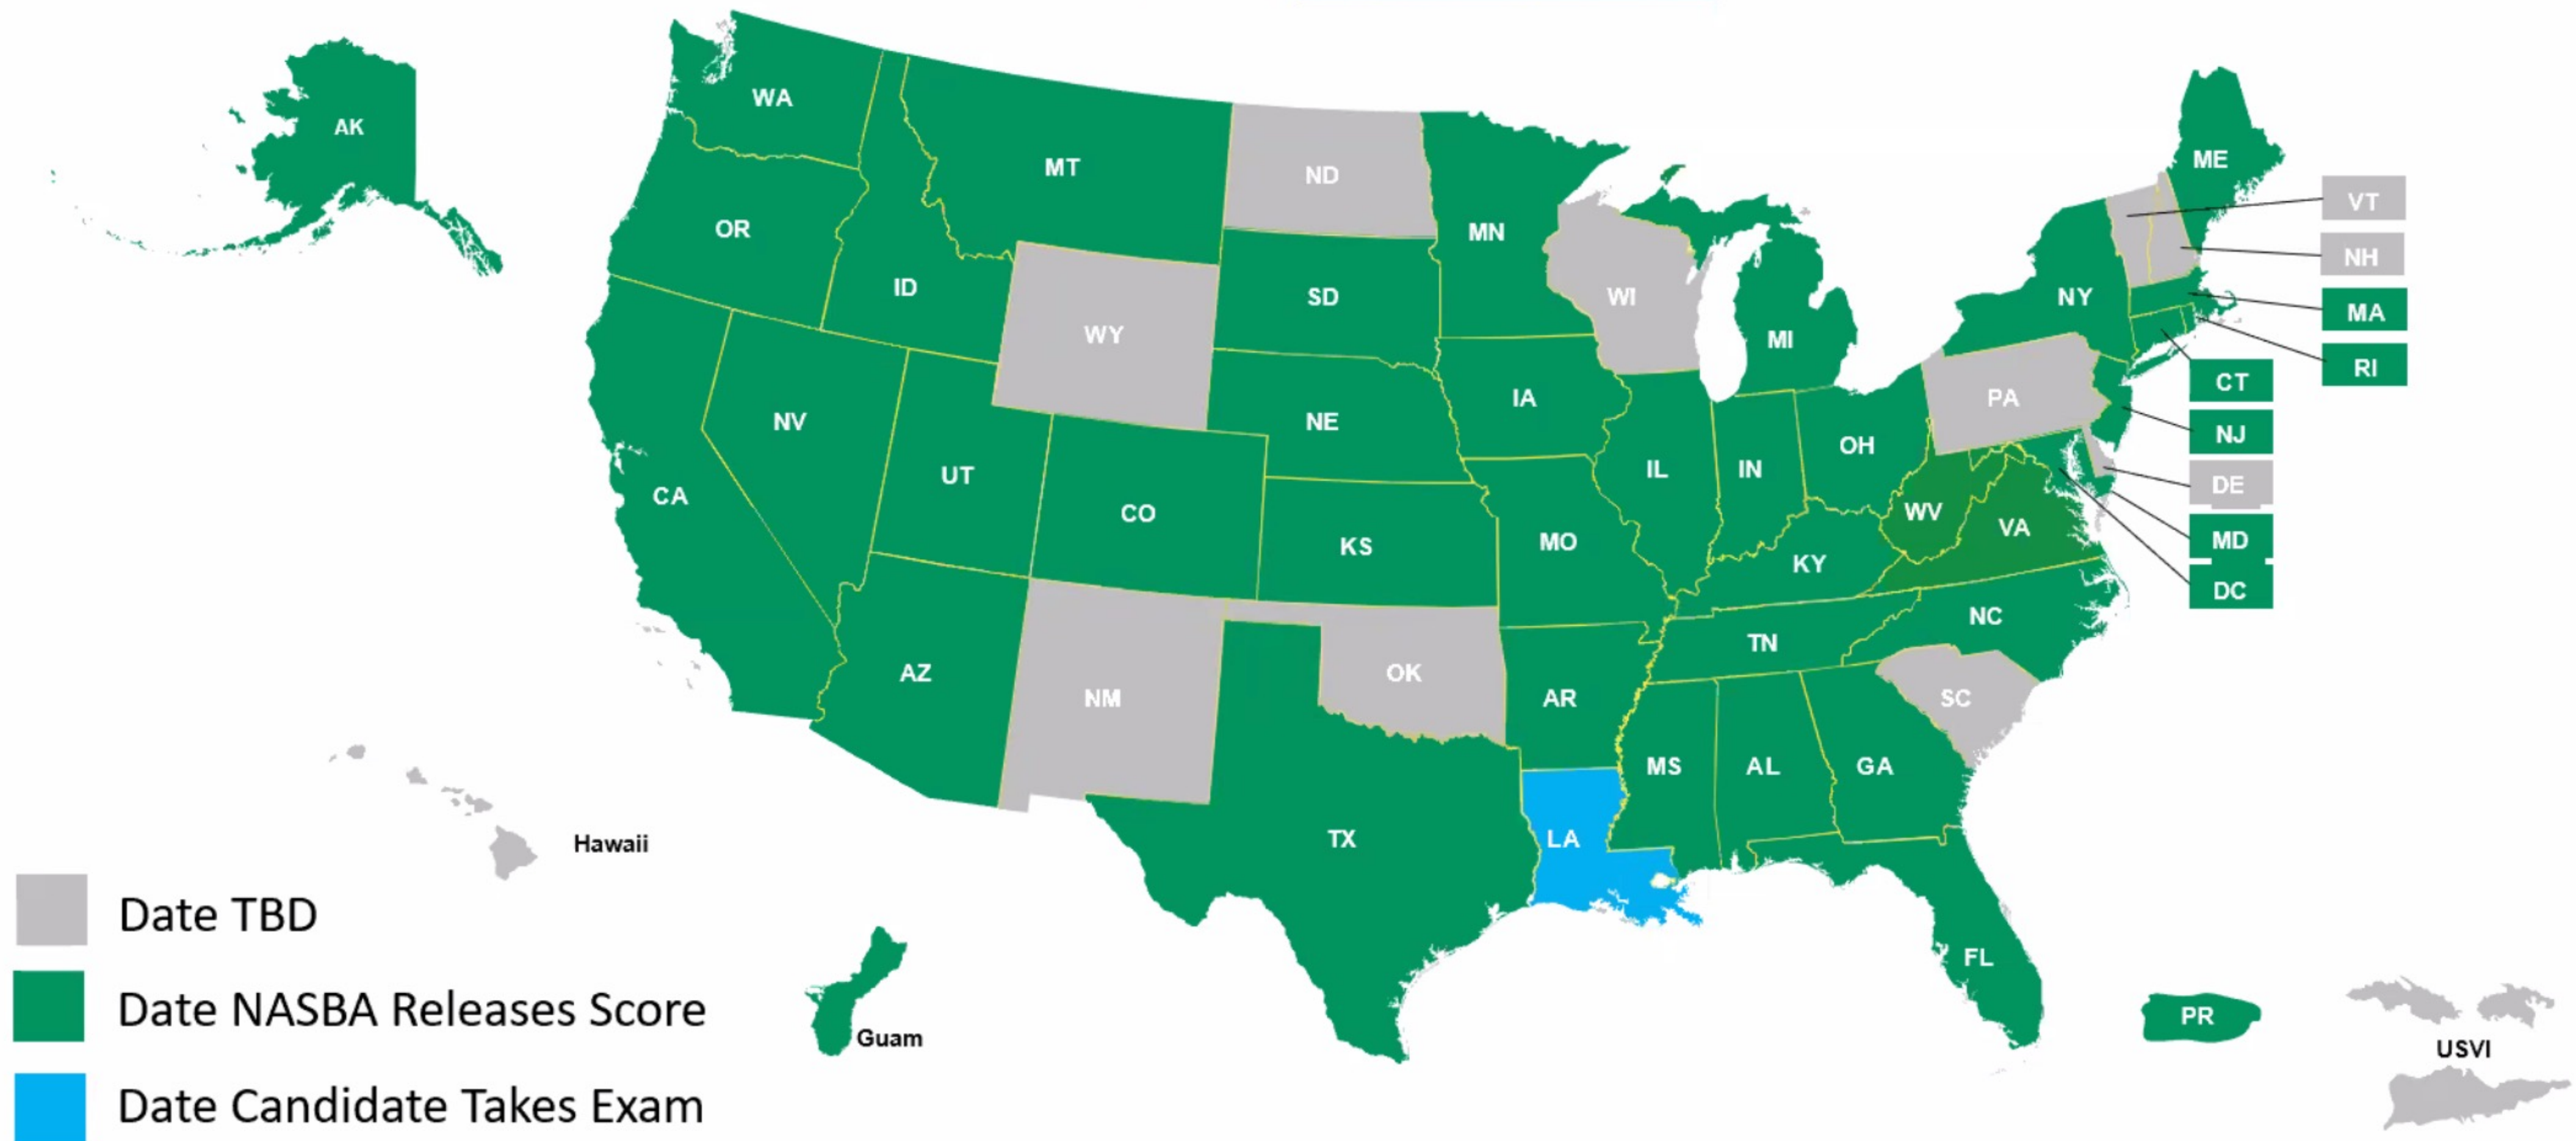 WA
AK
ME
MT
ND
VT
OR
MN
NH
ID
SD
WI
NY
MA
WY
MI
RI
CT
IA
PA
NV
NE
NJ
OH
UT
IL
IN
DE
CA
CO
WV
VA
KS
MO
MD
KY
DC
NC
TN
AZ
OK
NM
AR
SC
MS
AL
GA
TX
LA
Hawaii
Date TBD
FL
Date NASBA Releases Score
PR
Guam
USVI
Date Candidate Takes Exam